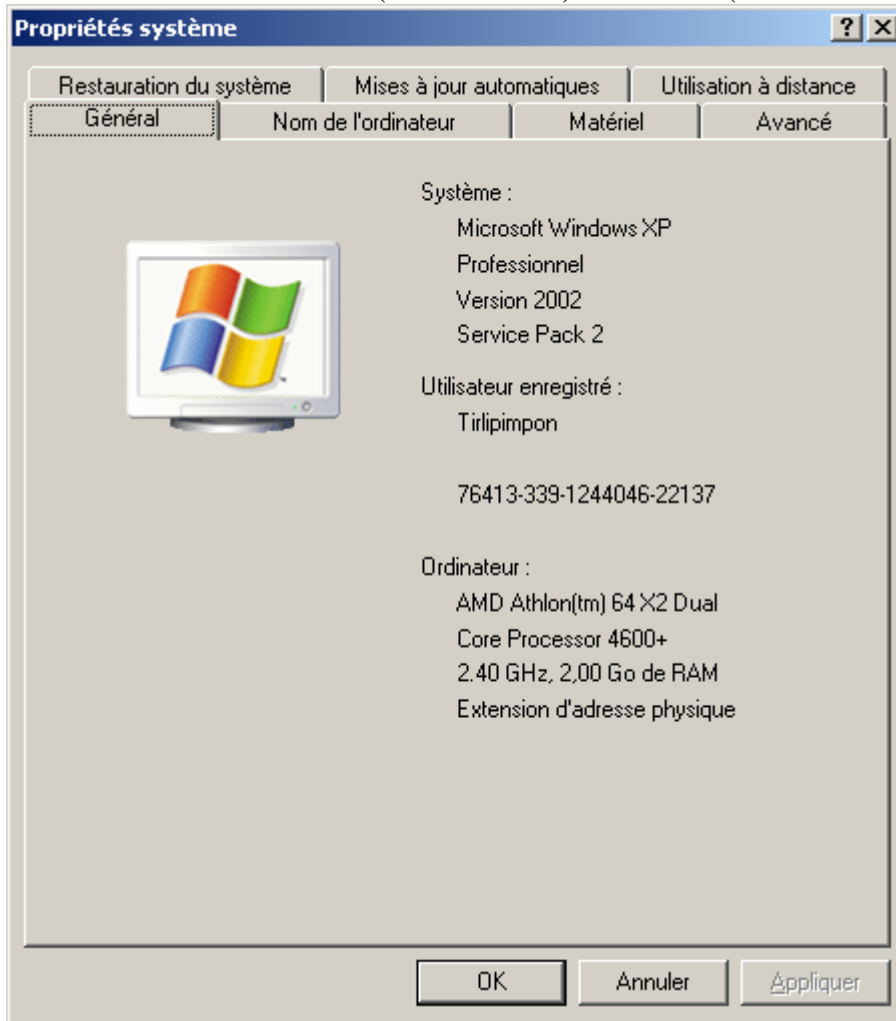 Propriétés système
Restauration du système
Mises à jour automatiques
Utilisation à distance
Général
Nom de l'ordinateur
Matériel
Avancé
Système :
Microsoft Windows XP
Professionnel
Version 2002
Service Pack 2
Utilisateur enregistré :
Tirlipimpon
76413-339-1244046-22137
Ordinateur :
AMD Athlon(tm) 64 X2 Dual
Core Processor 4600+
2.40 GHz, 2,00 Go de RAM
Extension d'adresse physique
OK
Annuler
Appliquer